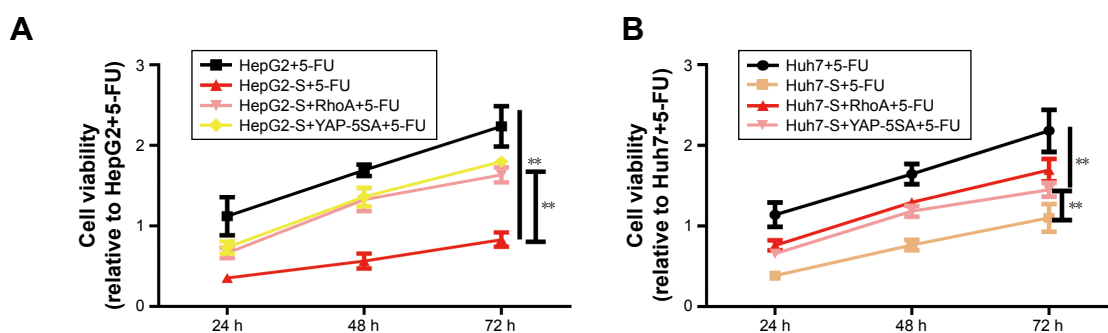 A
Cell viability
(relative to HepG2+5-FU)
3
2
1
0
HepG2+5-FU
HepG2-S+5-FU
HepG2-S+RhoA+5-FU
HepG2-S+YAP-5SA+5-FU
**
**
24 h
48 h
72 h
B
Cell viability
(relative to Huh7+5-FU)
3
2
1
0
Huh7+5-FU
Huh7-S+5-FU
Huh7-S+RhoA+5-FU
Huh7-S+YAP-5SA+5-FU
**
**
24 h
48 h
72 h